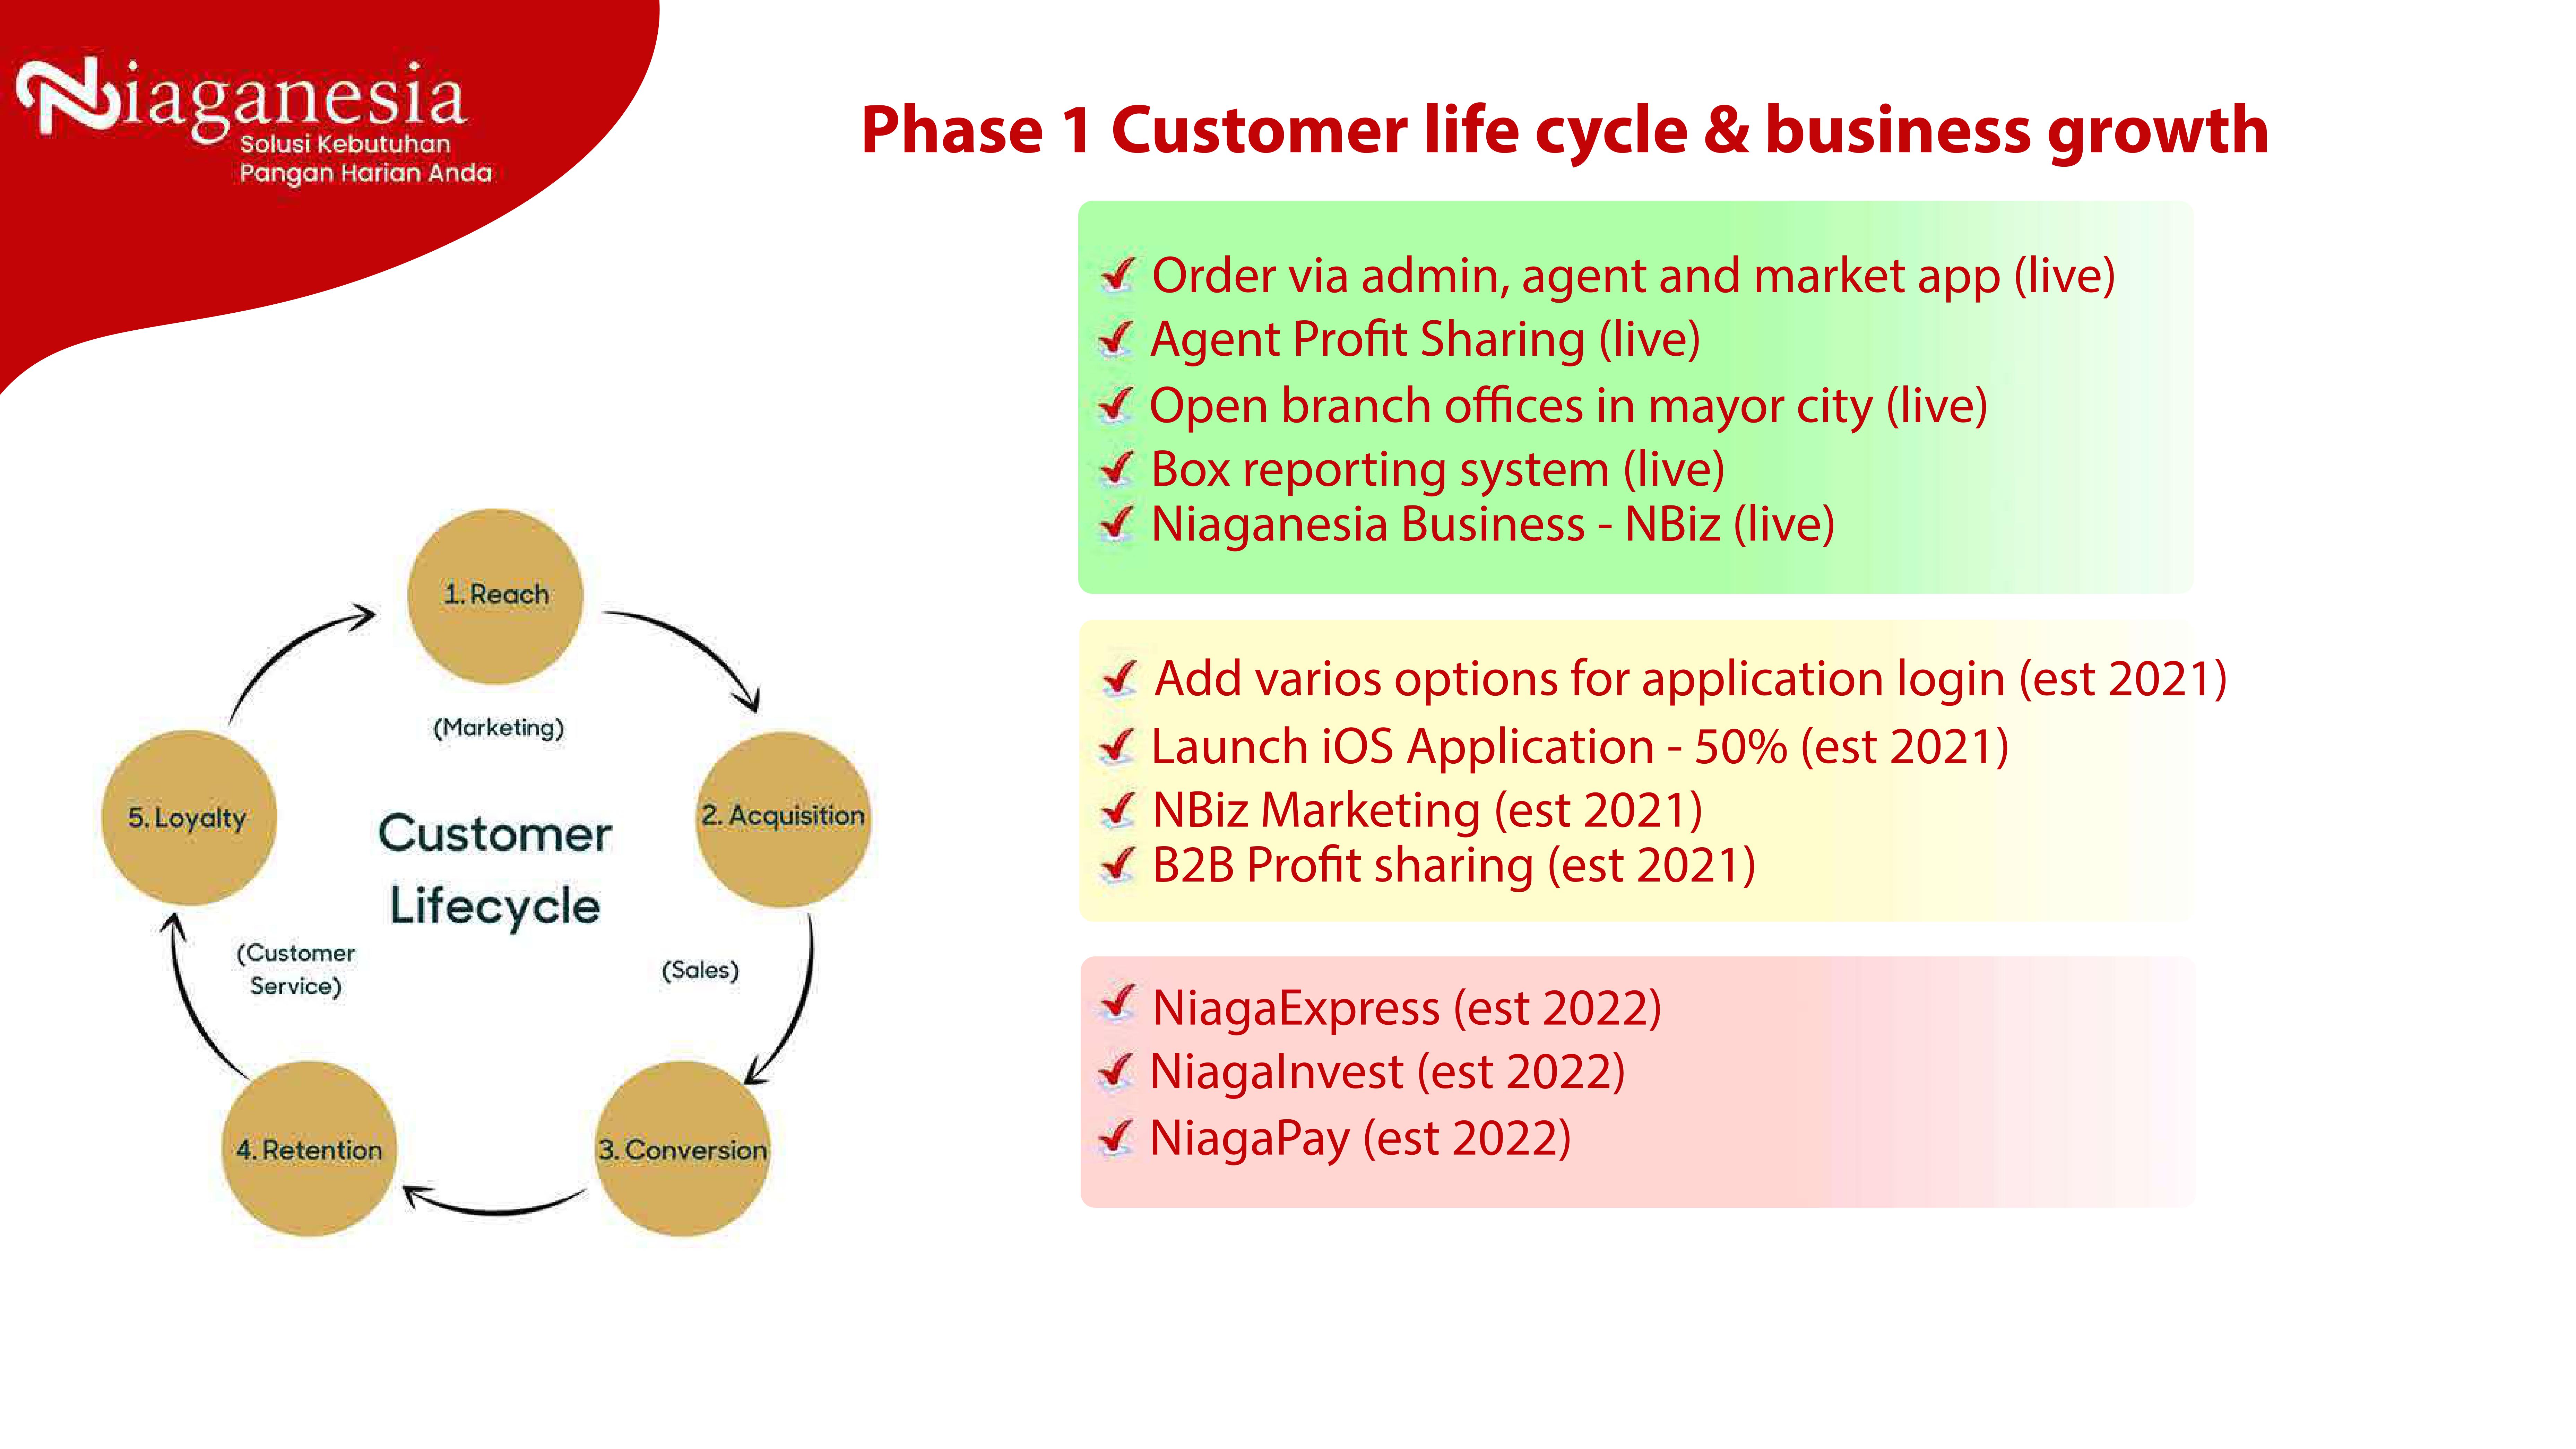 Niaganesia
Solusi Kebutuhan
Pangan Harian Anda
Phase 1 Customer life cycle & business growth
Order via admin, agent and market app (live)
Agent Profit Sharing (live)
Open branch offices in mayor city (live)
Box reporting system (live)
Niaganesia Business - NBiz (live)
Add varios options for application login (est 2021)
Launch iOS Application - 50% (est 2021)
NBiz Marketing (est 2021)
B2B Profit sharing (est 2021)
NiagaExpress (est 2022)
NiagaInvest (est 2022)
NiagaPay (est 2022)
Customer
Lifecycle
1. Reach
(Marketing)
2. Acquisition
(Sales)
3. Conversion
4. Retention
(Customer
Service)
5. Loyalty